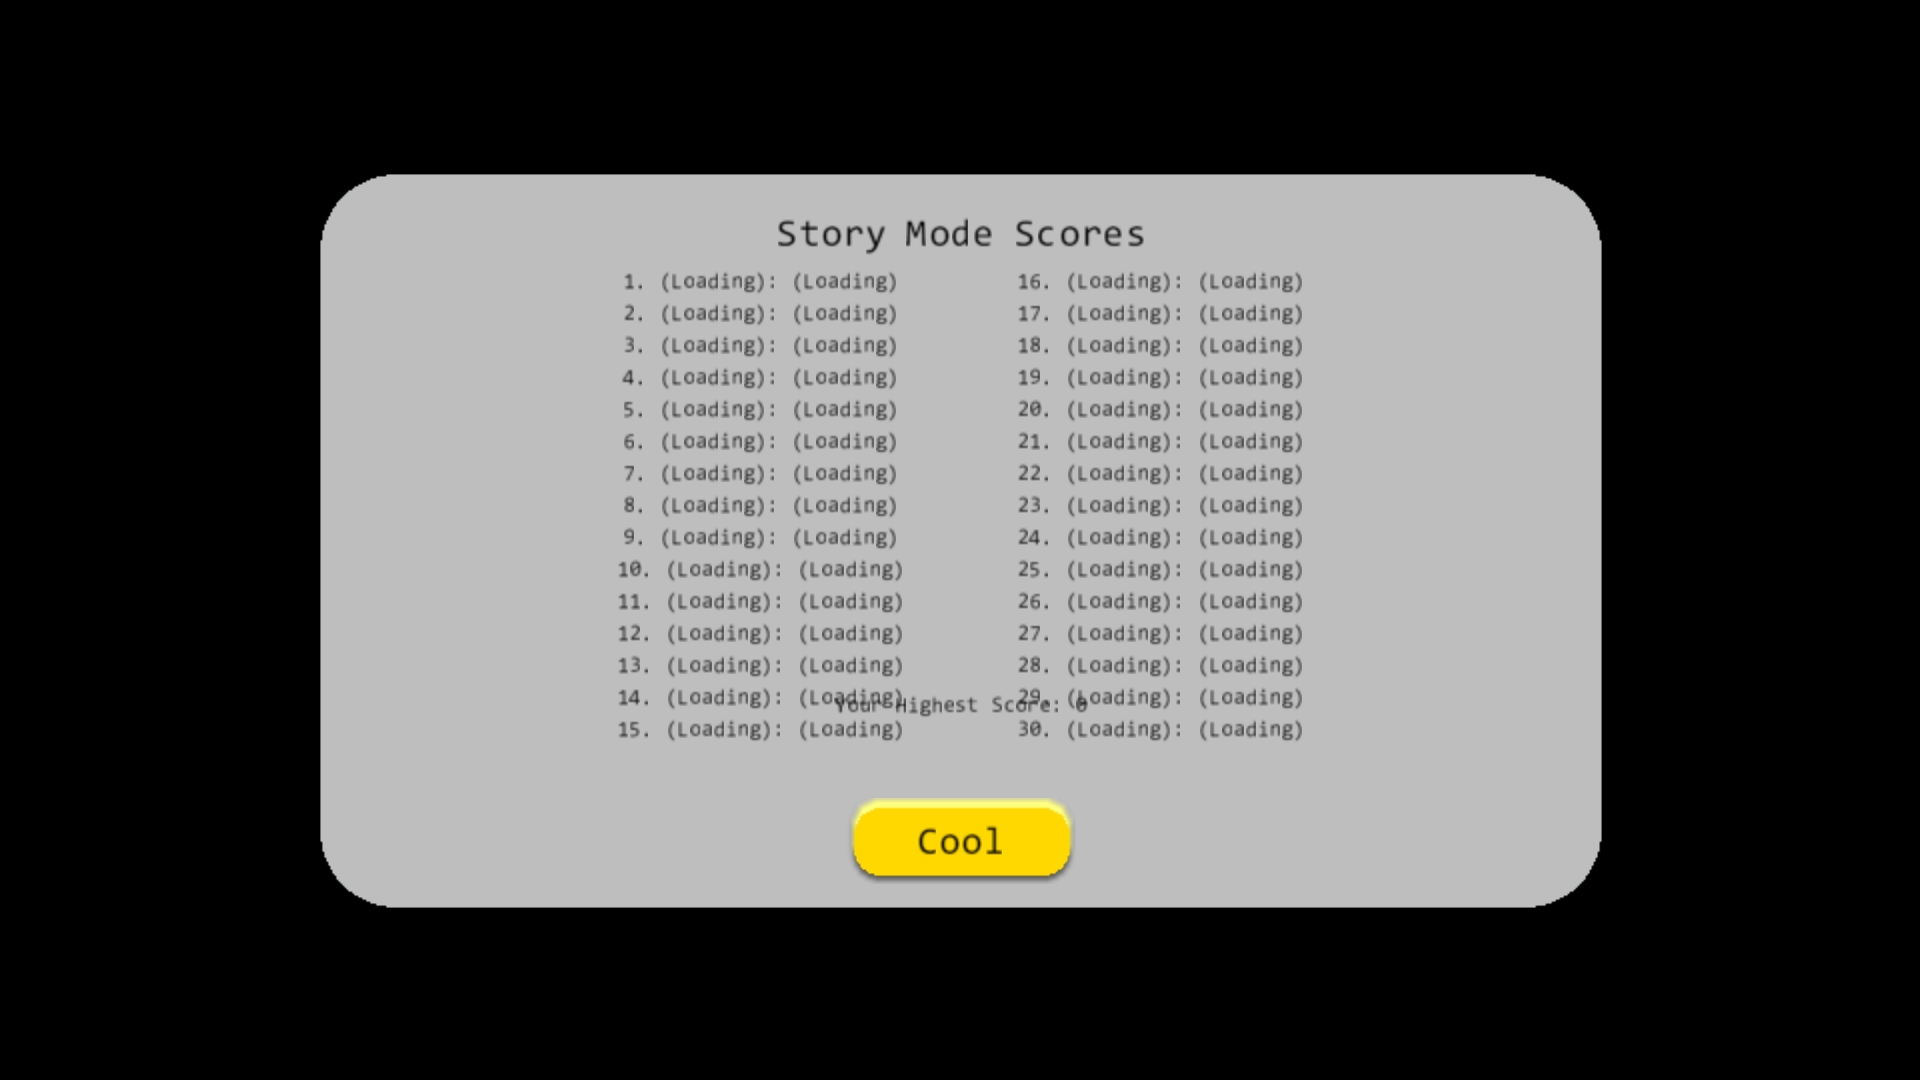 Story Mode Scores
1. (Loading): (Loading)
2. (Loading): (Loading)
3. (Loading): (Loading)
4. (Loading): (Loading)
5. (Loading): (Loading)
6. (Loading): (Loading)
7. (Loading): (Loading)
8. (Loading): (Loading)
9. (Loading): (Loading)
10. (Loading): (Loading)
11. (Loading): (Loading)
12. (Loading): (Loading)
13. (Loading): (Loading)
14. (Loading): (Loading)
15. (Loading): (Loading)
16. (Loading): (Loading)
17. (Loading): (Loading)
18. (Loading): (Loading)
19. (Loading): (Loading)
20. (Loading): (Loading)
21. (Loading): (Loading)
22. (Loading): (Loading)
23. (Loading): (Loading)
24. (Loading): (Loading)
25. (Loading): (Loading)
26. (Loading): (Loading)
27. (Loading): (Loading)
28. (Loading): (Loading)
29. (Loading): (Loading)
30. (Loading): (Loading)
Your Highest Score: 0
Cool